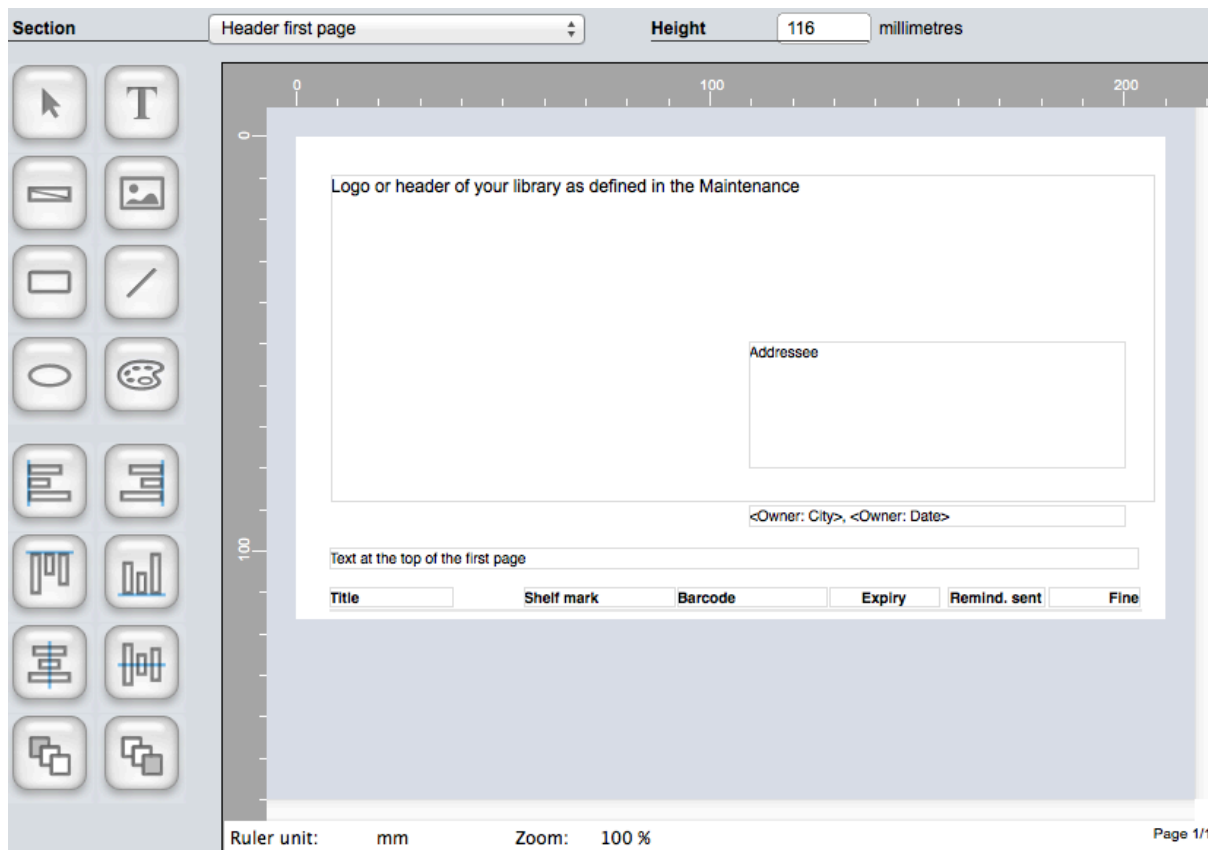 Section Header first page Height 116 millimetres
T
0 100 200
0
Logo or header of your library as defined in the Maintenance
Addressee
<Owner: City>, <Owner: Date>
100
Text at the top of the first page
Title Shelf mark Barcode Expiry Remind. sent Fine
Ruler unit: mm Zoom: 100 % Page 1/1